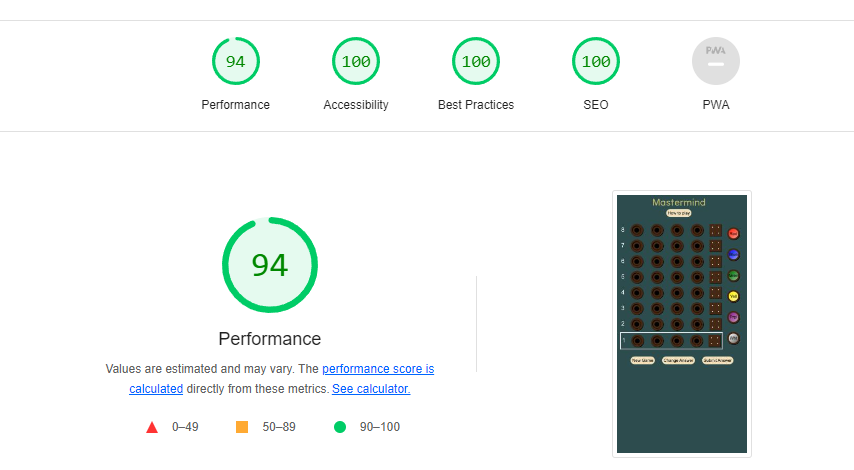 94 100 100 100 PWA
Performance Accessibility Best Practices SEO PWA
Mastermind
How to play
8
7
6
5
4
3
2
1
New Game Change Answer Submit Answer
94
Performance
Values are estimated and may vary. The performance score is
calculated directly from these metrics. See calculator.
0–49 50–89 90–100